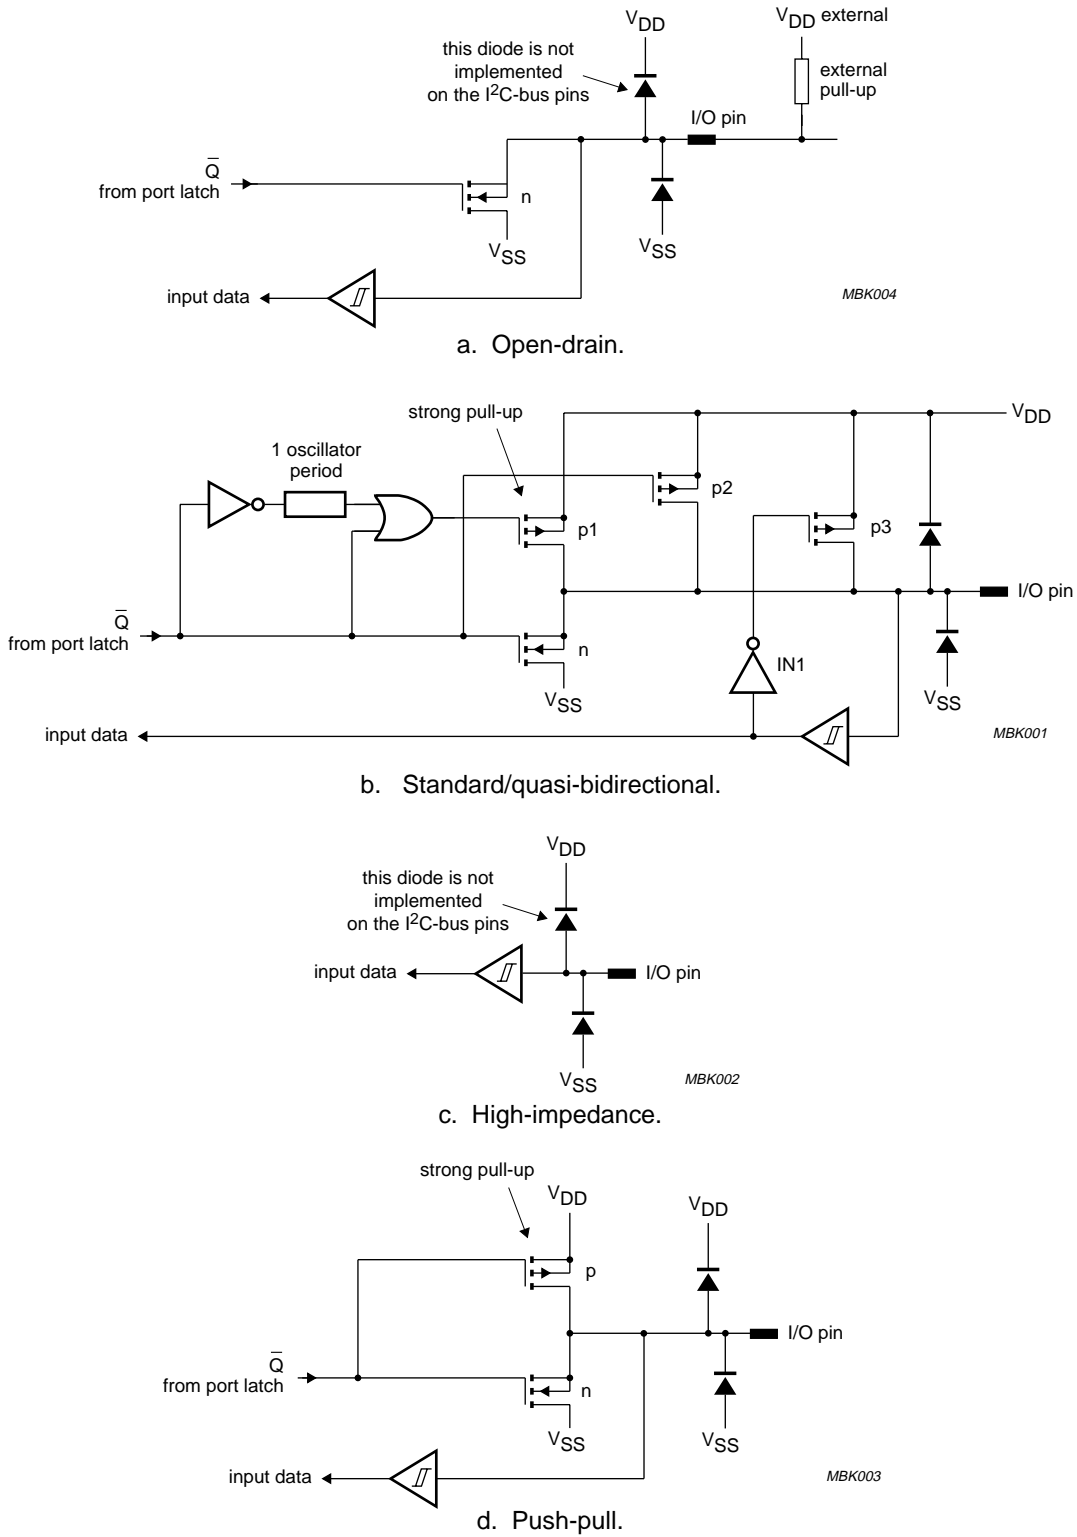 VDD
VDD external
this diode is not
implemented
on the I2C-bus pins
external
pull-up
I/O pin
Q̅
from port latch
n
VSS
VSS
input data
MBK004
a. Open-drain.
strong pull-up
VDD
1 oscillator
period
p2
p1
p3
I/O pin
Q̅
from port latch
n
IN1
VSS
VSS
input data
MBK001
b. Standard/quasi-bidirectional.
VDD
this diode is not
implemented
on the I2C-bus pins
input data
I/O pin
VSS
MBK002
c. High-impedance.
strong pull-up
VDD
VDD
p
I/O pin
Q̅
from port latch
n
VSS
VSS
input data
MBK003
d. Push-pull.